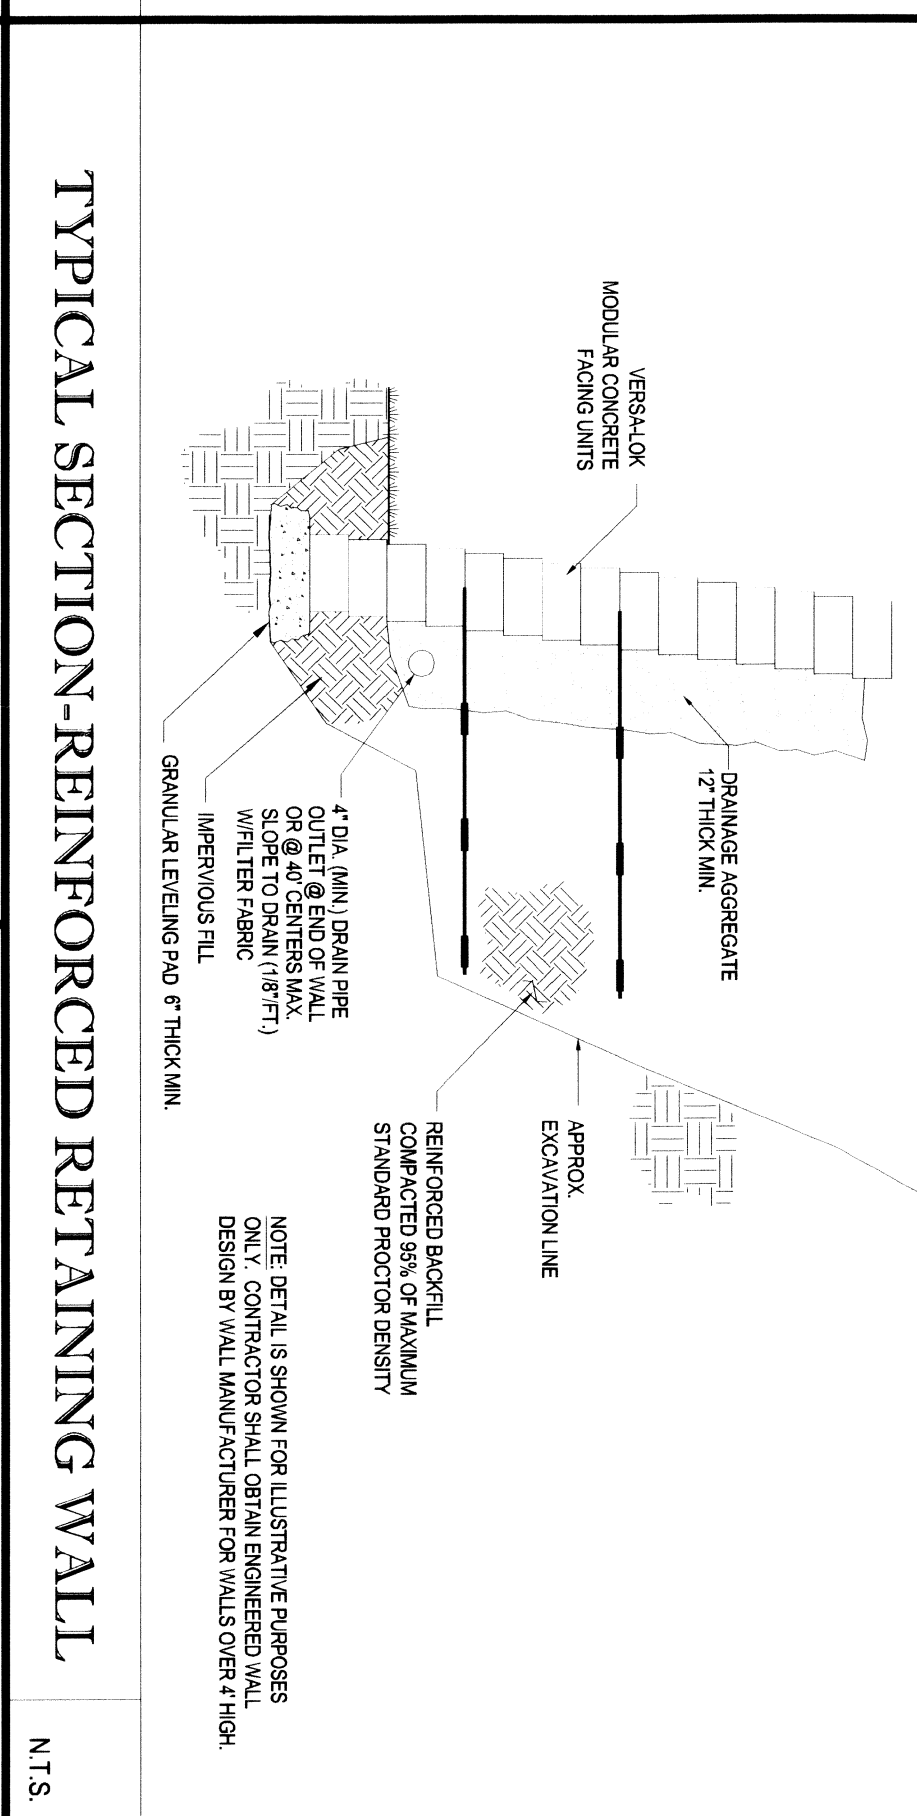 VERSA-LOK
MODULAR CONCRETE
FACING UNITS
DRAINAGE AGGREGATE
12" THICK MIN.
APPROX.
EXCAVATION LINE
REINFORCED BACKFILL
COMPACTED 95% OF MAXIMUM
STANDARD PROCTOR DENSITY
4" DIA. (MIN.) DRAIN PIPE
OUTLET @ END OF WALL
OR @ 40' CENTERS MAX.
SLOPE TO DRAIN (1/8"/FT.)
W/FILTER FABRIC
IMPERVIOUS FILL
GRANULAR LEVELING PAD 6" THICK MIN.
NOTE: DETAIL IS SHOWN FOR ILLUSTRATIVE PURPOSES
ONLY. CONTRACTOR SHALL OBTAIN ENGINEERED WALL
DESIGN BY WALL MANUFACTURER FOR WALLS OVER 4' HIGH.
TYPICAL SECTION-REINFORCED RETAINING WALL
N.T.S.